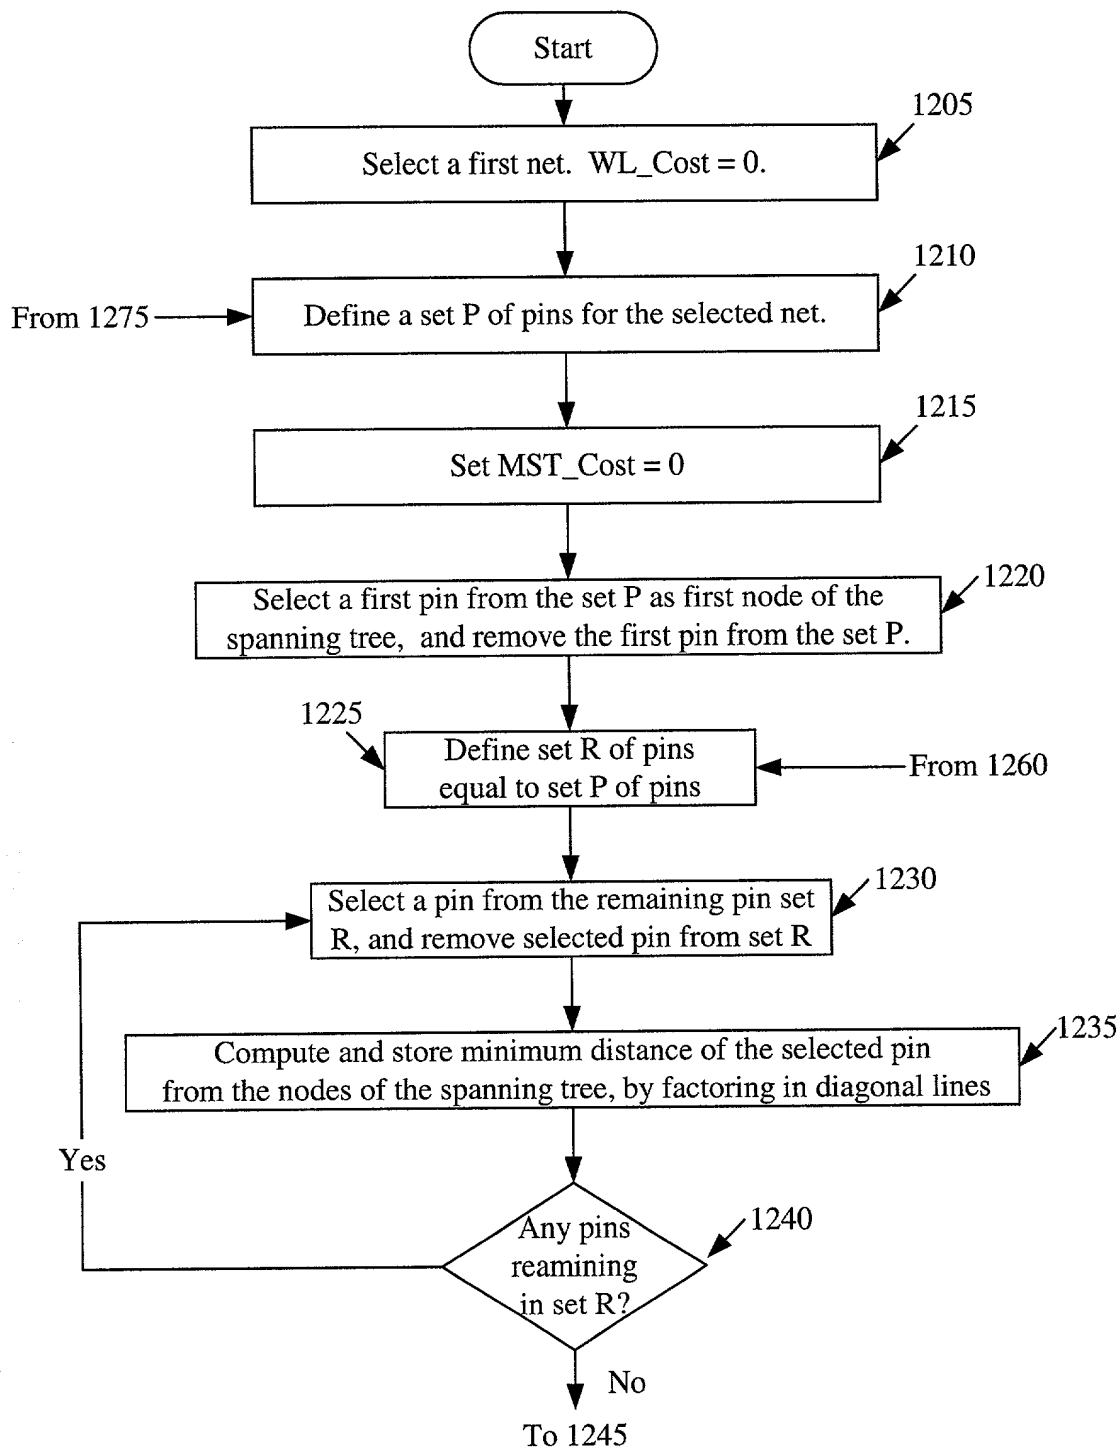 Start
1205
Select a first net. WL_Cost = 0.
1210
From 1275
Define a set P of pins for the selected net.
1215
Set MST_Cost = 0
1220
Select a first pin from the set P as first node of the
spanning tree, and remove the first pin from the set P.
1225
Define set R of pins
equal to set P of pins
From 1260
1230
Select a pin from the remaining pin set
R, and remove selected pin from set R
1235
Compute and store minimum distance of the selected pin
from the nodes of the spanning tree, by factoring in diagonal lines
Yes
1240
Any pins
reamining
in set R?
No
To 1245